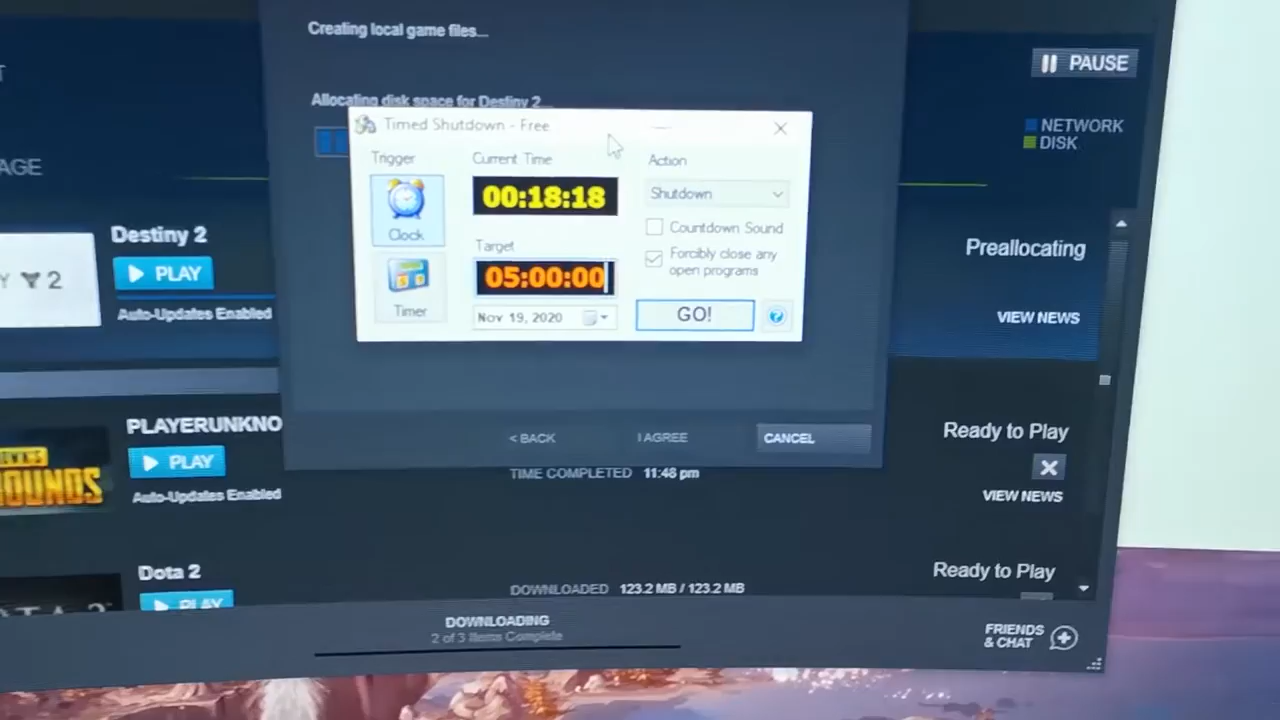 Creating local game files...
PAUSE
Allocating disk space for Destiny 2...
Timed Shutdown - Free
NETWORK
DISK
AGE
Trigger
Current Time
Action
Clock
00:18:18
Shutdown
Countdown Sound
Target
Forcibly close any
open programs
Timer
05:00:00
Nov 19, 2020
GO!
Destiny 2
Y 2
PLAY
Auto-Updates Enabled
Preallocating
VIEW NEWS
PLAYERUNKNO
PLAY
Auto-Updates Enabled
OUNDS
< BACK
I AGREE
CANCEL
TIME COMPLETED 11:48 pm
Ready to Play
VIEW NEWS
Dota 2
PLAY
DOWNLOADED 123.2 MB / 123.2 MB
Ready to Play
DOWNLOADING
2 of 3 Items Complete
FRIENDS
& CHAT